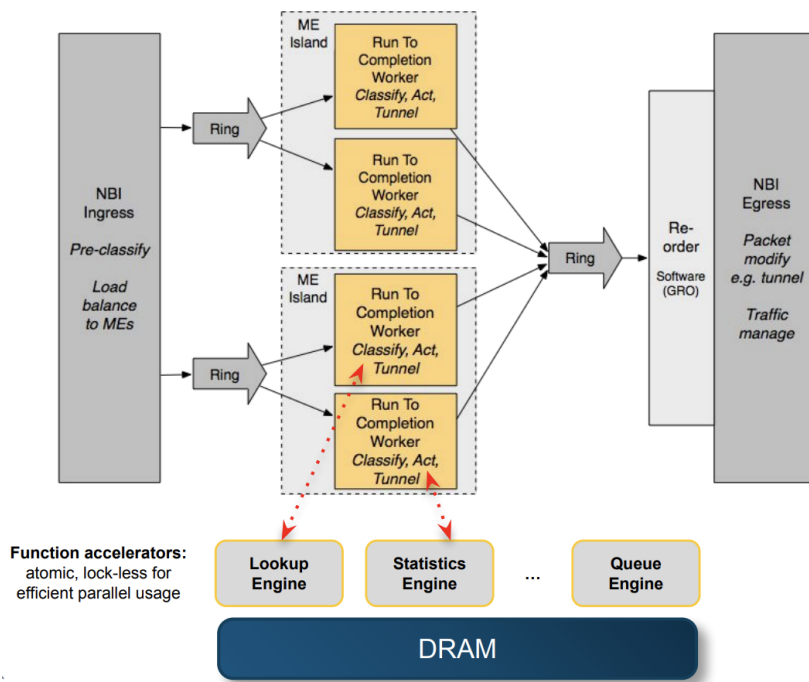 NBI
Ingress
Pre-classify
Load
balance
to MEs
Ring
Ring
ME
Island
Run To
Completion
Worker
Classify, Act,
Tunnel
Run To
Completion
Worker
Classify, Act,
Tunnel
ME
Island
Run To
Completion
Worker
Classify, Act,
Tunnel
Run To
Completion
Worker
Classify, Act,
Tunnel
Ring
Re-
order
Software
(GRO)
NBI
Egress
Packet
modify
e.g. tunnel
Traffic
manage
Function accelerators:
atomic, lock-less for
efficient parallel usage
Lookup
Engine
Statistics
Engine
...
Queue
Engine
DRAM